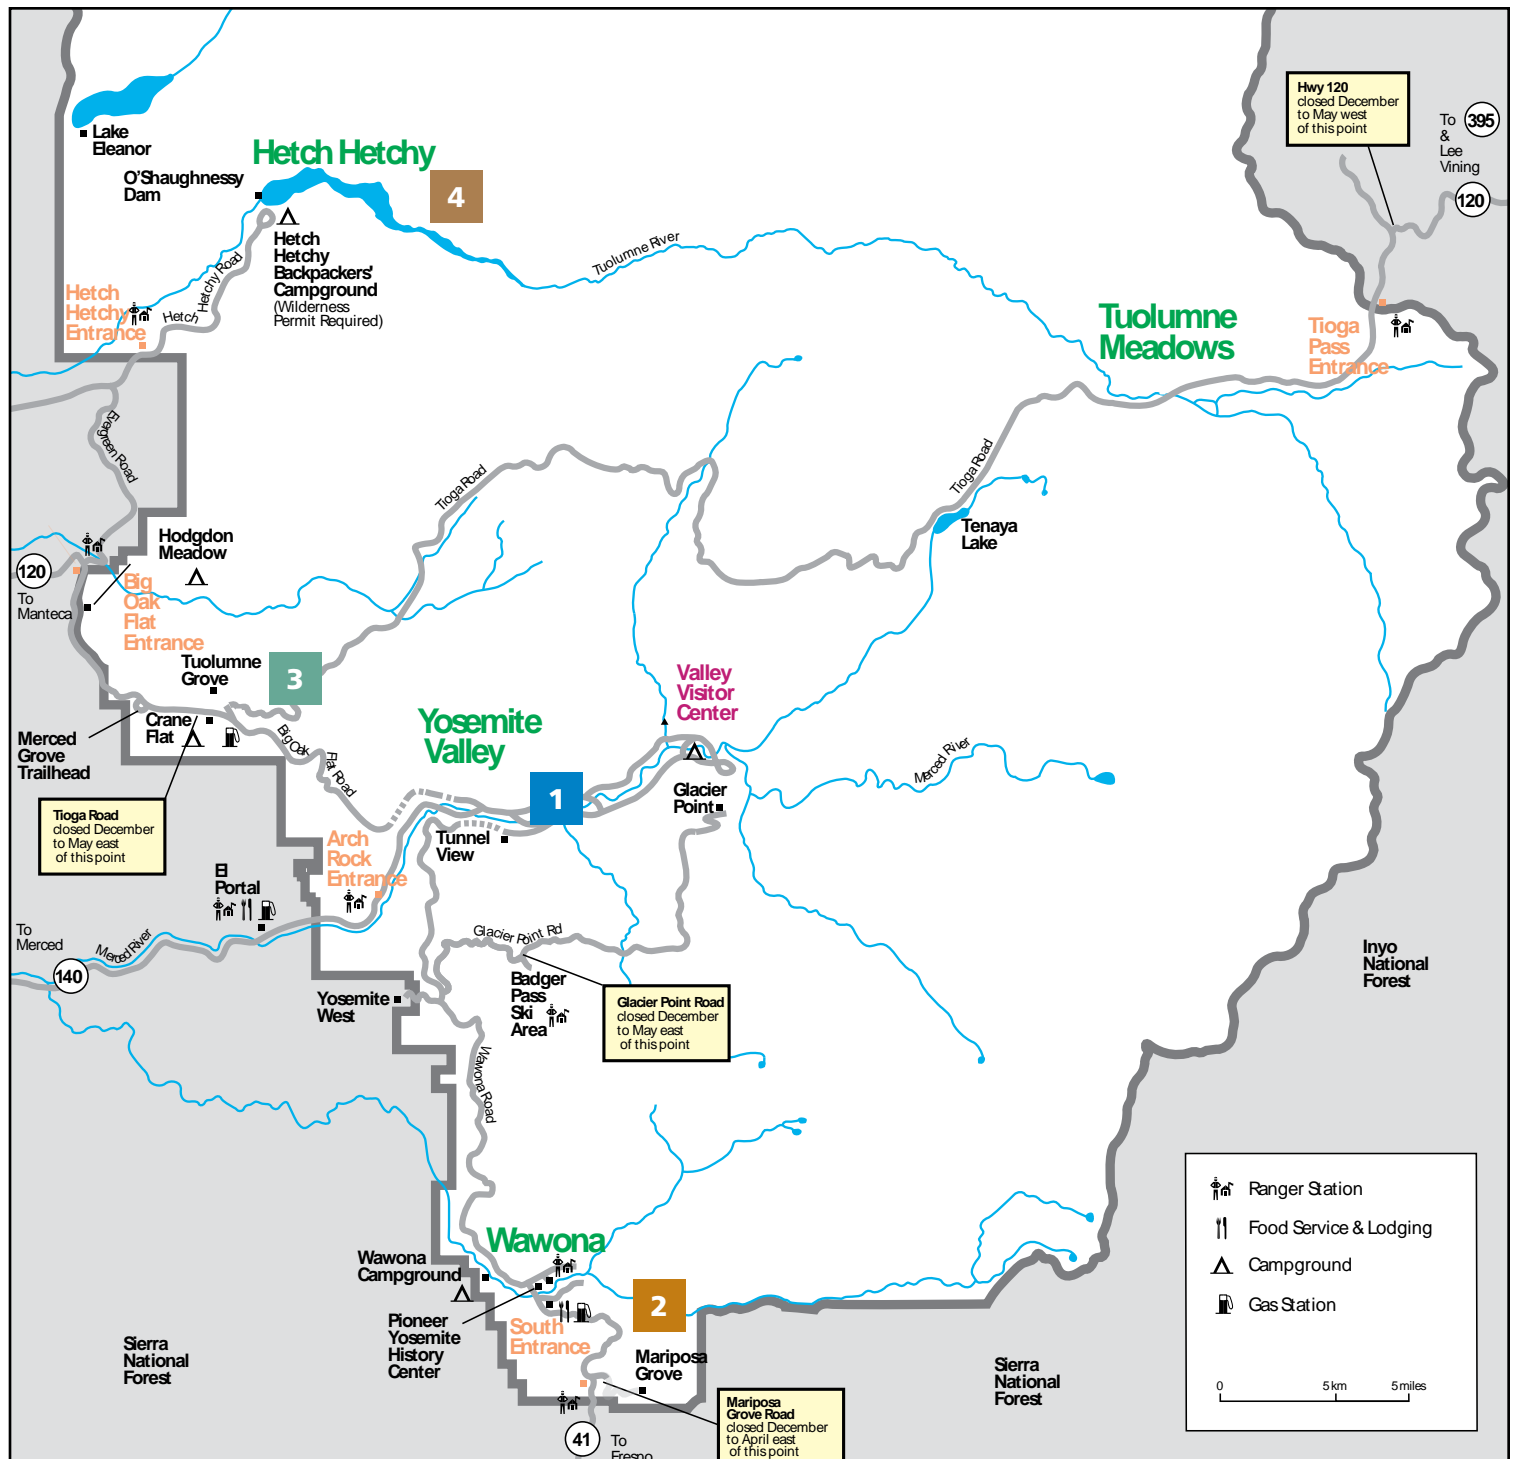 Hwy 120
closed December
to May west
of this point
To
&
Lee
Vining
395
120
Lake
Eleanor
Hetch Hetchy
O'Shaughnessy
Dam
4
Hetch
Hetchy
Backpackers'
Campground
(Wilderness
Permit Required)
Hetch Hetchy Road
Tuolumne River
Hetch
Hetchy
Entrance
Tuolumne
Meadows
Tioga
Pass
Entrance
Evergreen Road
Tioga Road
Tioga Road
Tenaya
Lake
Hodgdon
Meadow
120
To
Manteca
Big
Oak
Flat
Entrance
Tuolumne
Grove
3
Valley
Visitor
Center
Crane
Flat
Merced
Grove
Trailhead
Big Oak Flat Road
Yosemite
Valley
Merced River
1
Glacier
Point
Tioga Road
closed December
to May east
of this point
Arch
Rock
Entrance
Tunnel
View
El
Portal
To
Merced
Merced River
140
Glacier Point Rd
Inyo
National
Forest
Yosemite
West
Badger
Pass
Ski
Area
Glacier Point Road
closed December
to May east
of this point
Wawona Road
Wawona
Wawona
Campground
2
Pioneer
Yosemite
History
Center
South
Entrance
Mariposa
Grove
Sierra
National
Forest
Sierra
National
Forest
Mariposa
Grove Road
closed December
to April east
of this point
41
To
Fresno
Ranger Station
Food Service & Lodging
Campground
Gas Station
0
5 km
5 miles